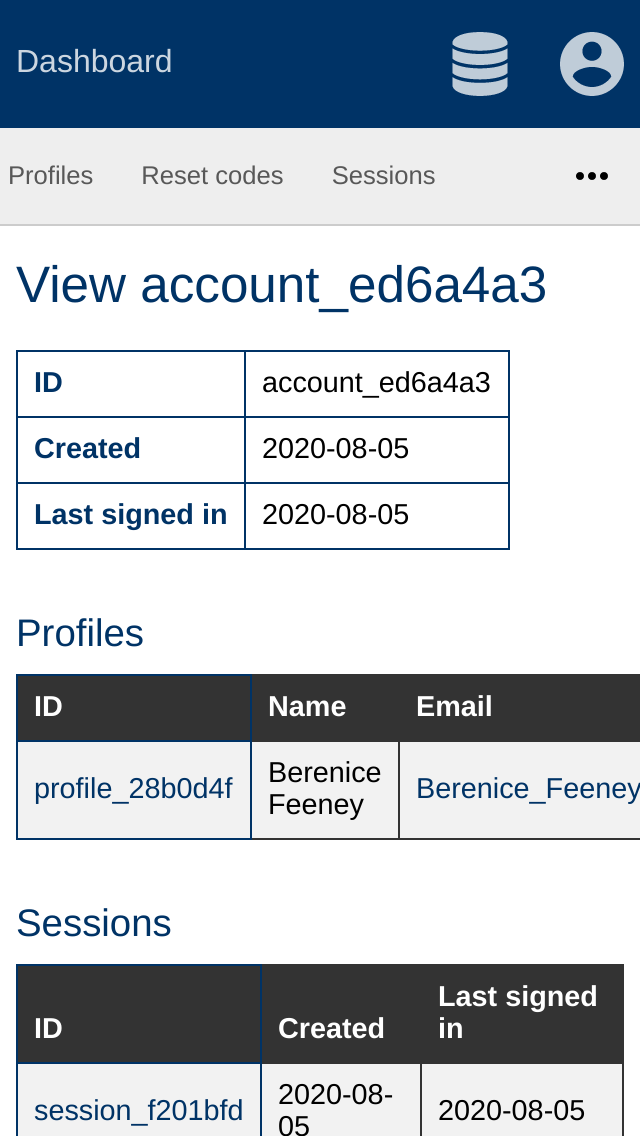 Dashboard
Profiles Reset codes Sessions
View account_ed6a4a3
ID account_ed6a4a3
Created 2020-08-05
Last signed in 2020-08-05
Profiles
ID Name Email
profile_28b0d4f Berenice Feeney Berenice_Feeney
Sessions
ID Created Last signed in
session_f201bfd 2020-08-05 2020-08-05